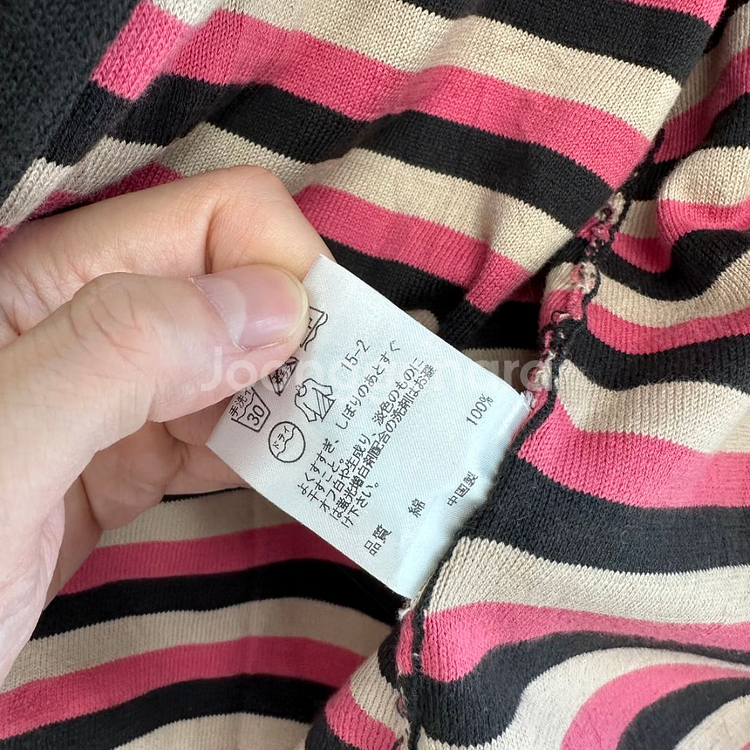 手洗イ
30
ドライ
15-2
よくすすぎ、しぼりのあとすぐ
干すこと。
オフ白や生成り、淡色のものに
は蛍光増白剤配合の洗剤はお避
け下さい。
品質
綿 100%
中国製